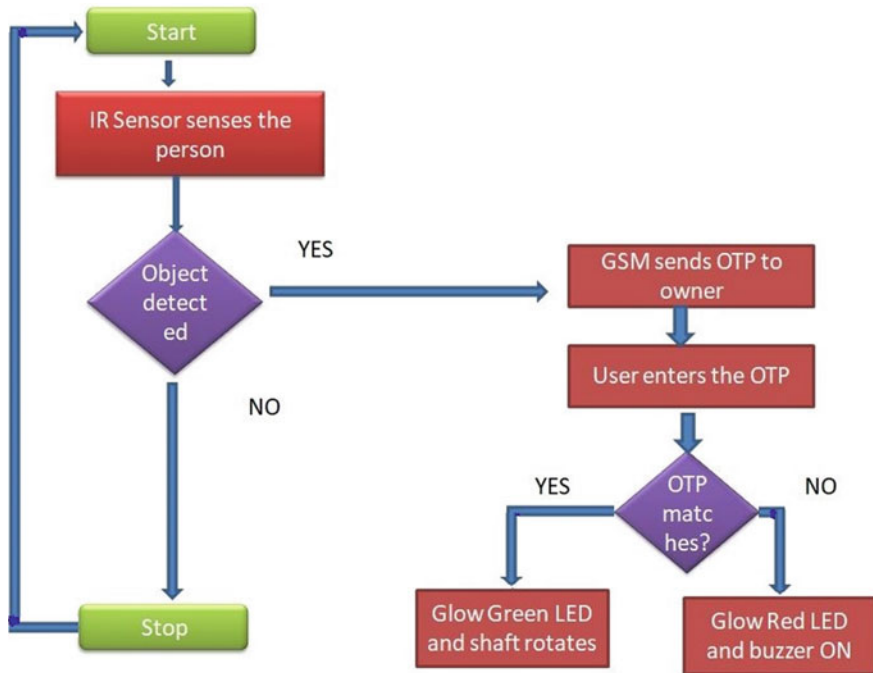 Start
IR Sensor senses the
person
YES
Object
detect
ed
GSM sends OTP to
owner
User enters the OTP
NO
YES
OTP
matc
hes?
NO
Glow Green LED
and shaft rotates
Glow Red LED
and buzzer ON
Stop